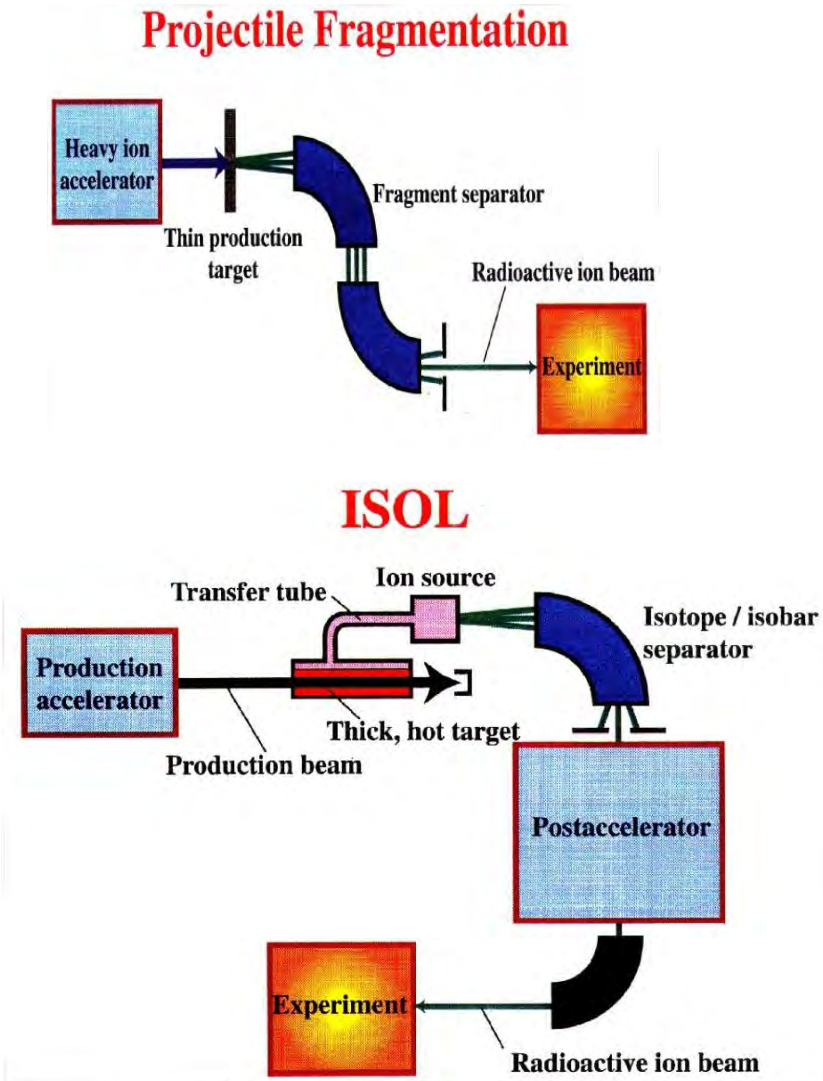 Projectile Fragmentation
Heavy ion
accelerator
Fragment separator
Thin production
target
Radioactive ion beam
Experiment
ISOL
Ion source
Transfer tube
Isotope / isobar
separator
Production
accelerator
Thick, hot target
Production beam
Postaccelerator
Experiment
Radioactive ion beam